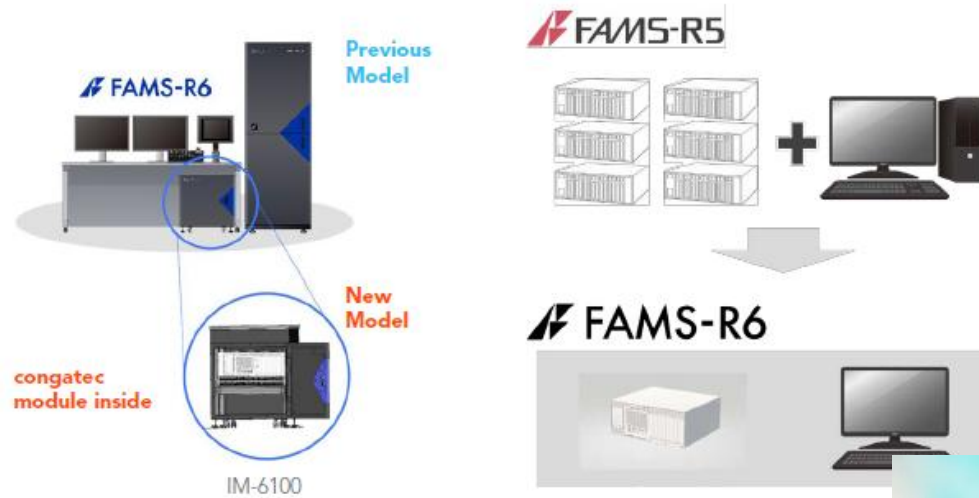 Previous
Model
FAMS-R6
New
Model
congatec
module inside
IM-6100
FAMS-R5
FAMS-R6